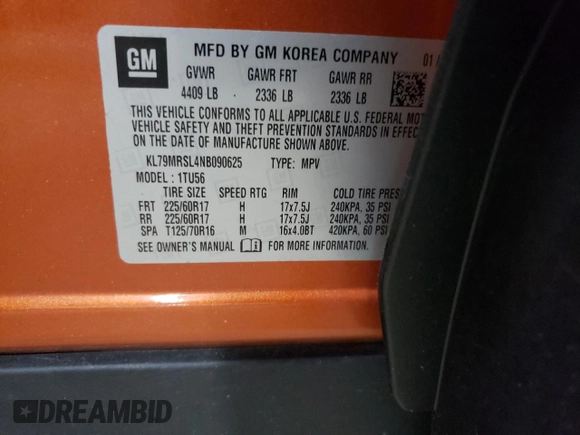 GM
MFD BY GM KOREA COMPANY 01 /
GVWR GAWR FRT GAWR RR
4409 LB 2336 LB 2336 LB
THIS VEHICLE CONFORMS TO ALL APPLICABLE U.S. FEDERAL MOT
VEHICLE SAFETY AND THEFT PREVENTION STANDARDS IN EFFEC
ON THE DATE OF MANUFACTURE SHOWN ABOVE.
KL79MRSL4NB090625 TYPE: MPV
MODEL : 1TU56
TIRE SIZE SPEED RTG RIM COLD TIRE PRES
FRT 225/60R17 H 17x7.5J 240KPA, 35 PSI
RR 225/60R17 H 17x7.5J 240KPA, 35 PSI
SPA T125/70R16 M 16x4.0BT 420KPA, 60 PSI
SEE OWNER'S MANUAL FOR MORE INFORMATION.
DREAMBID